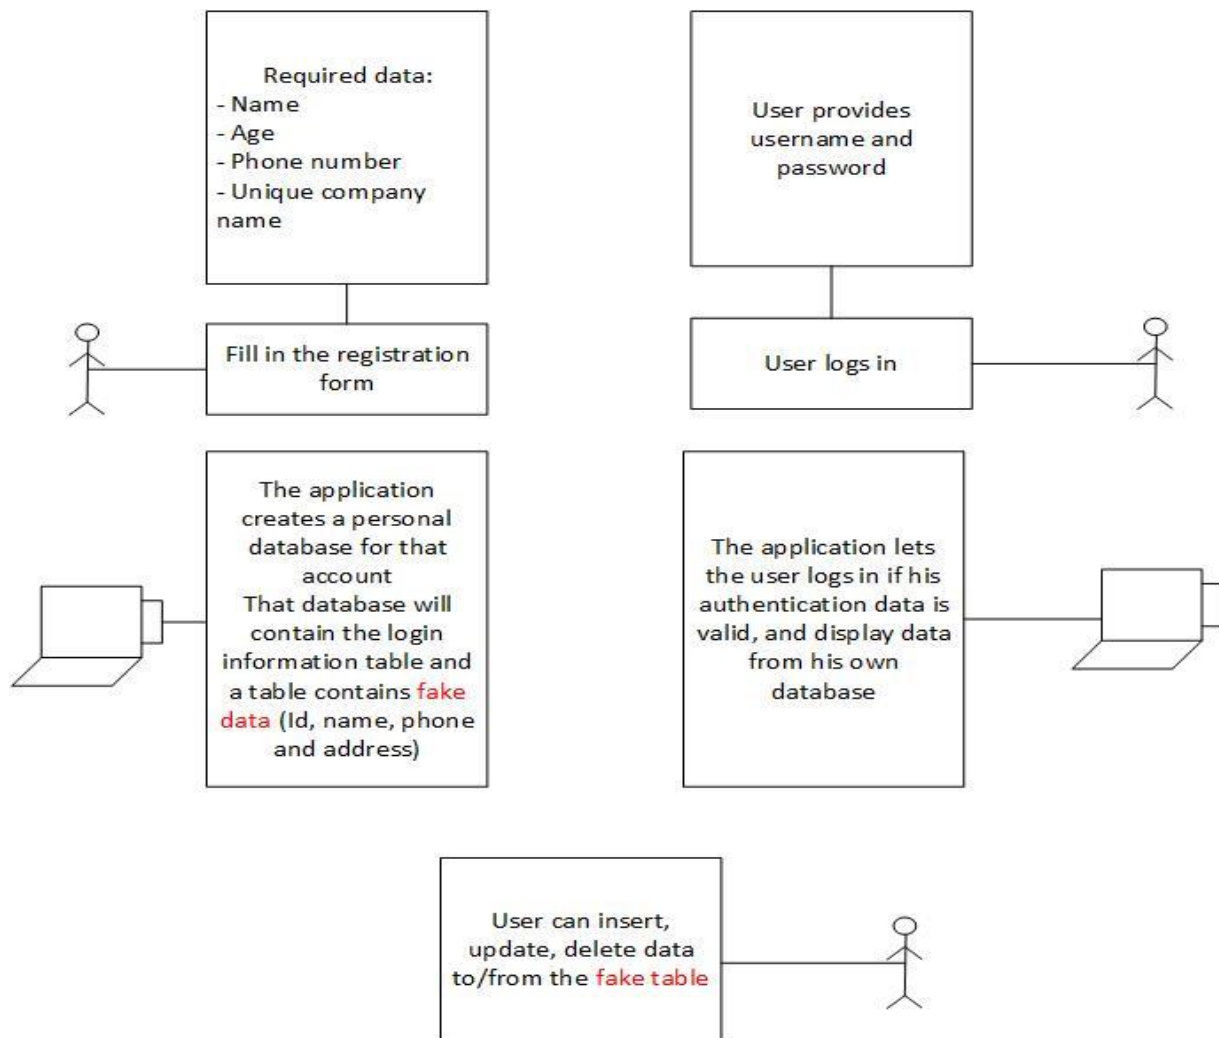 Required data:
- Name
- Age
- Phone number
- Unique company
name
User provides
username and
password
Fill in the registration
form
User logs in
The application
creates a personal
database for that
account
That database will
contain the login
information table and
a table contains fake
data (Id, name, phone
and address)
The application lets
the user logs in if his
authentication data is
valid, and display data
from his own
database
User can insert,
update, delete data
to/from the fake table